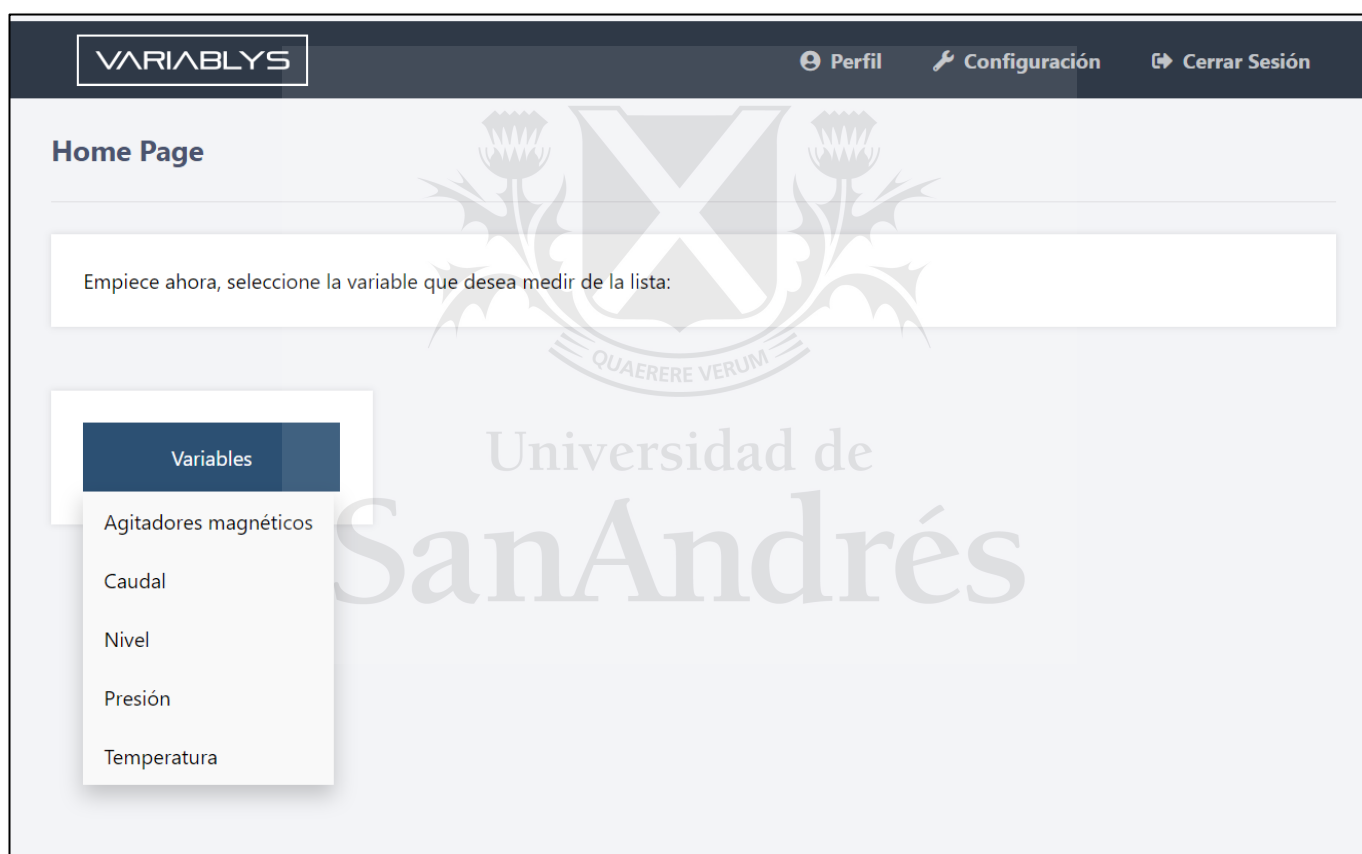 VARIABLYS
Perfil Configuración Cerrar Sesión
Home Page
Empiece ahora, seleccione la variable que desea medir de la lista:
QUAERERE VERUM
Universidad de
SanAndrés
Variables
Agitadores magnéticos
Caudal
Nivel
Presión
Temperatura